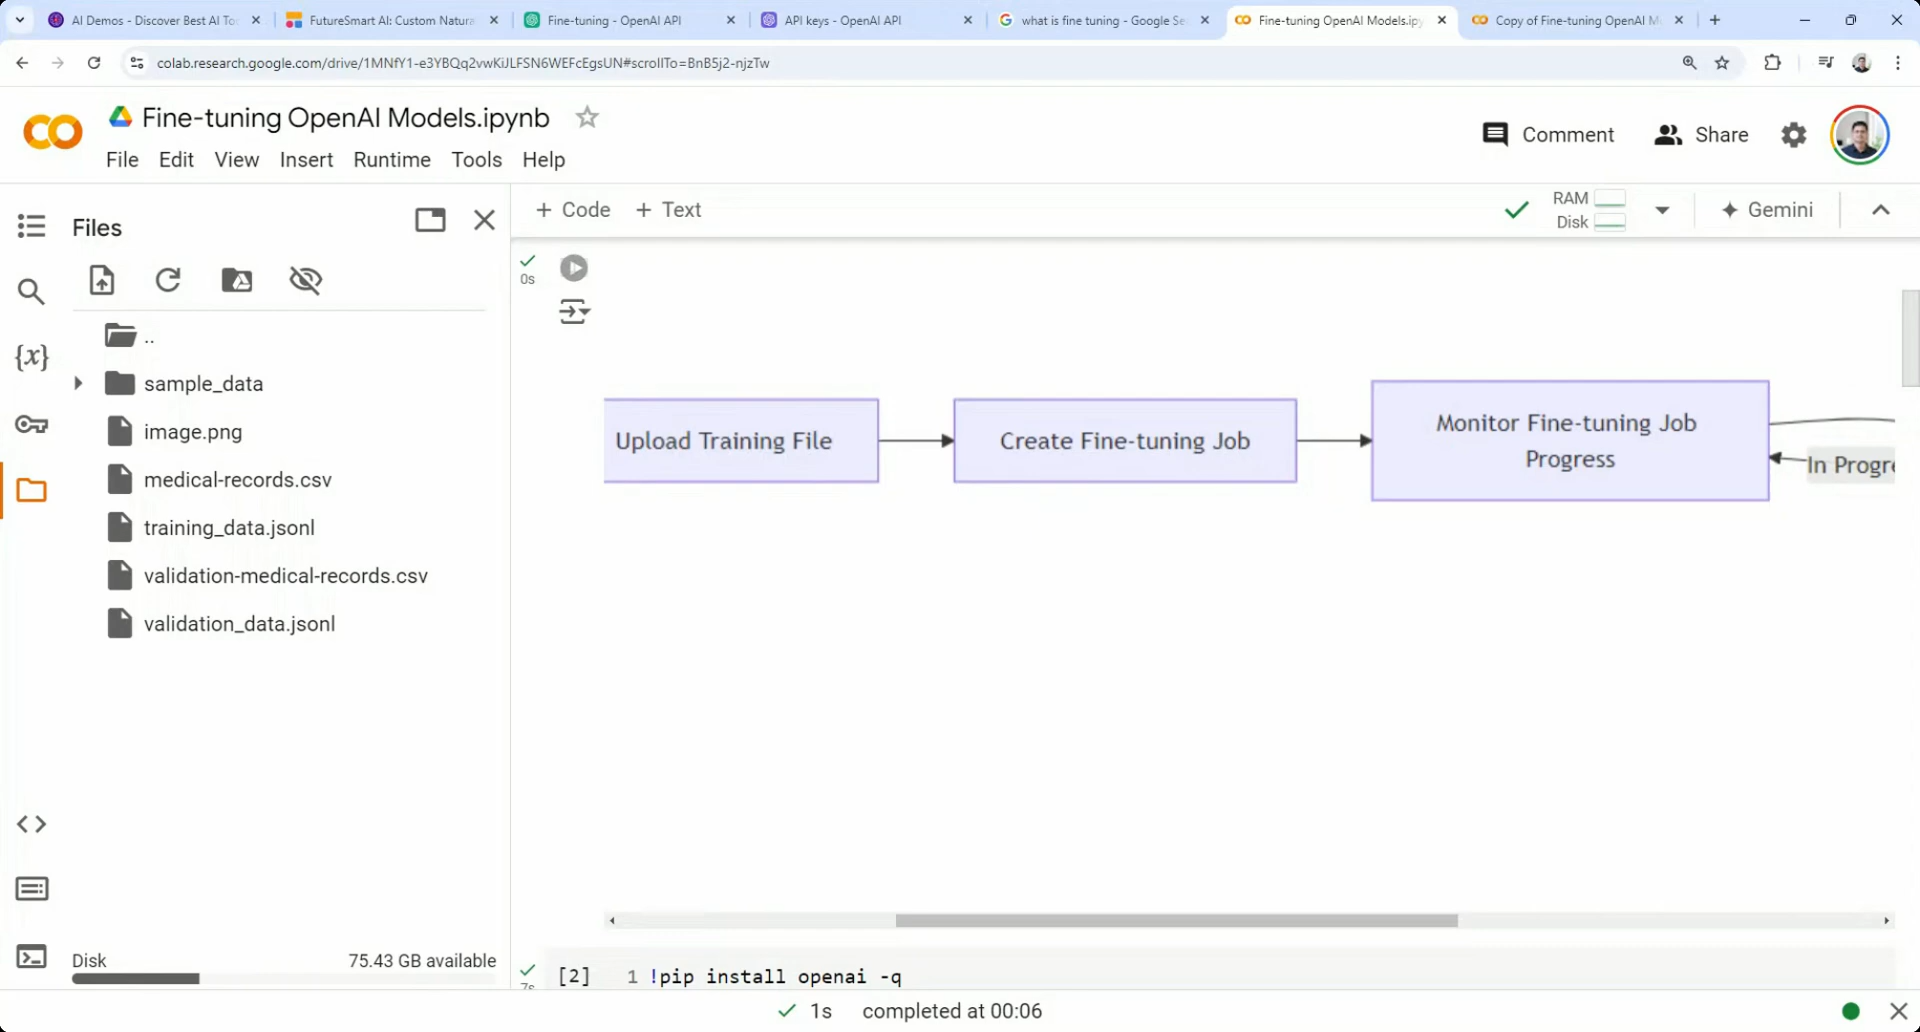 AI Demos - Discover Best AI To
FutureSmart AI: Custom Natura
Fine-tuning - OpenAI API
API keys - OpenAI API
what is fine tuning - Google Se
Fine-tuning OpenAI Models.ipy
Copy of Fine-tuning OpenAI M
colab.research.google.com/drive/1MNfY1-e3YBQq2vwKiJLFSN6WEFcEgsUN#scrollTo=BnB5j2-njzTw
Fine-tuning OpenAI Models.ipynb
File Edit View Insert Runtime Tools Help
Comment
Share
Files
+ Code + Text
RAM
Disk
Gemini
0s
..
sample_data
image.png
medical-records.csv
training_data.jsonl
validation-medical-records.csv
validation_data.jsonl
{x}
Upload Training File
Create Fine-tuning Job
Monitor Fine-tuning Job
Progress
In Progre
Disk 75.43 GB available
7s
[2] 1 !pip install openai -q
1s completed at 00:06